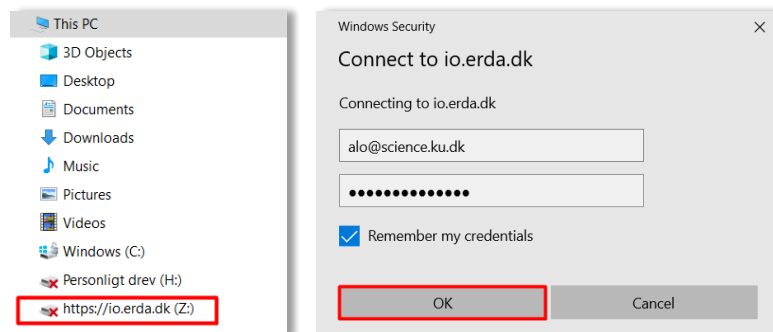 This PC
3D Objects
Desktop
Documents
Downloads
Music
Pictures
Videos
Windows (C:)
Personligt drev (H:)
https://io.erda.dk (Z:)
Windows Security
Connect to io.erda.dk
Connecting to io.erda.dk
alo@science.ku.dk
●●●●●●●●●●●●●●
Remember my credentials
OK
Cancel